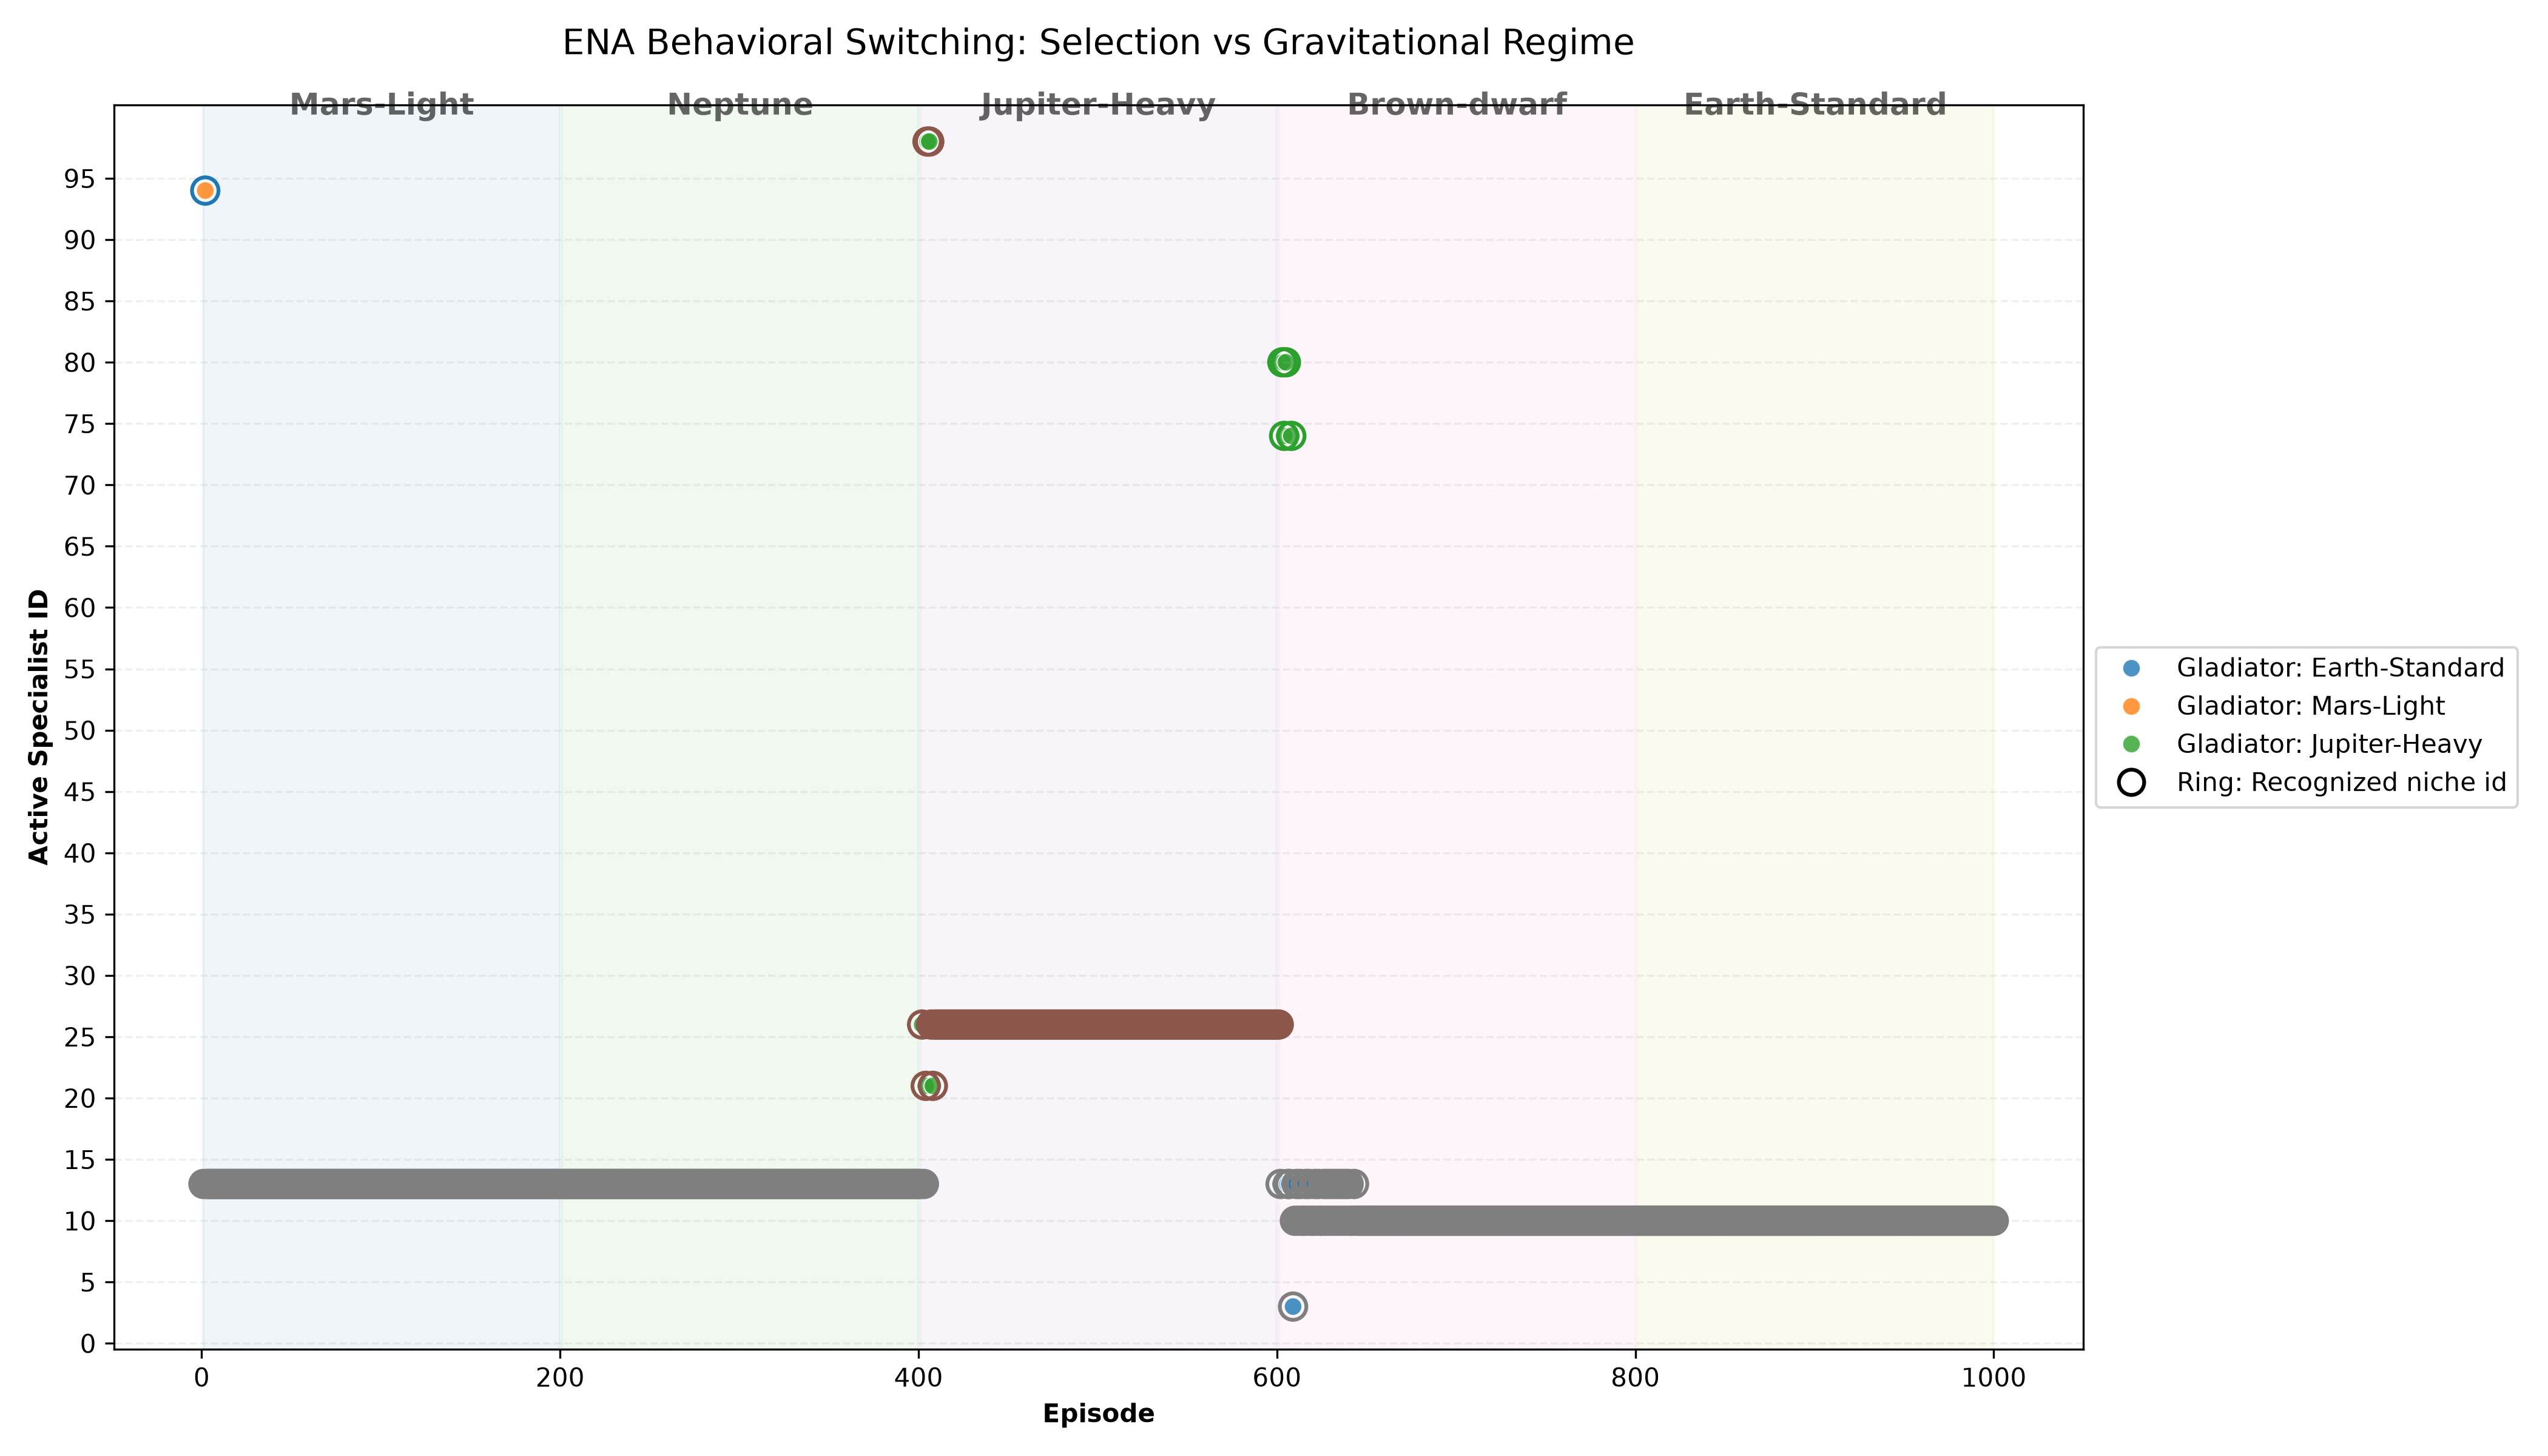 ENA Behavioral Switching: Selection vs Gravitational Regime
Mars-Light Neptune Jupiter-Heavy Brown-dwarf Earth-Standard
95
90
85
80
75
70
65
60
55
50
45
40
35
30
25
20
15
10
5
0
Active Specialist ID
0 200 400 600 800 1000
Episode
Gladiator: Earth-Standard
Gladiator: Mars-Light
Gladiator: Jupiter-Heavy
Ring: Recognized niche id